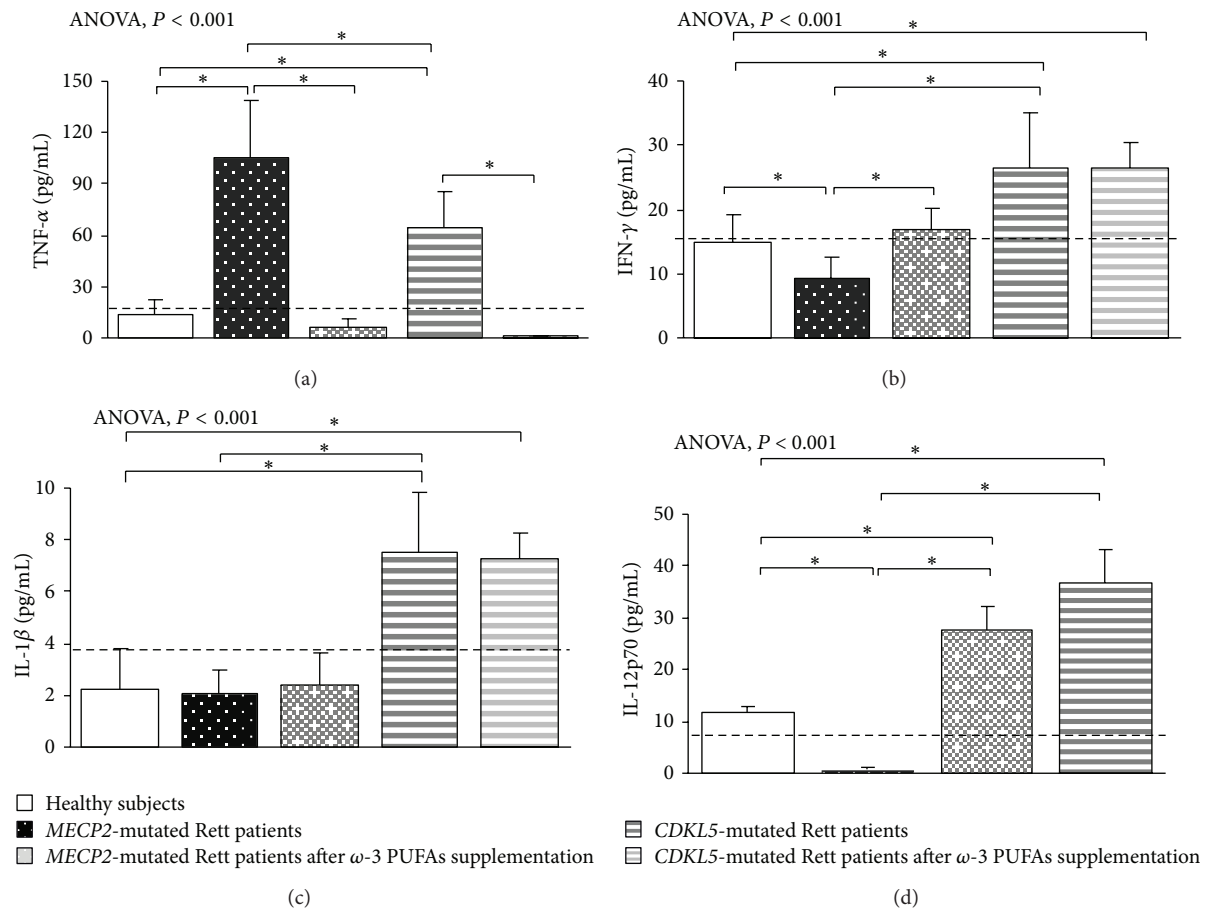 ANOVA, P < 0.001
*
*
*
*
*
TNF-α (pg/mL)
150
120
90
60
30
0
(a)
ANOVA, P < 0.001
*
*
*
*
*
IFN-γ (pg/mL)
40
30
20
10
0
(b)
ANOVA, P < 0.001
*
*
*
IL-1β (pg/mL)
10
8
6
4
2
0
ANOVA, P < 0.001
*
*
*
*
*
IL-12p70 (pg/mL)
50
40
30
20
10
0
Healthy subjects
MECP2-mutated Rett patients
MECP2-mutated Rett patients after ω-3 PUFAs supplementation
(c)
CDKL5-mutated Rett patients
CDKL5-mutated Rett patients after ω-3 PUFAs supplementation
(d)